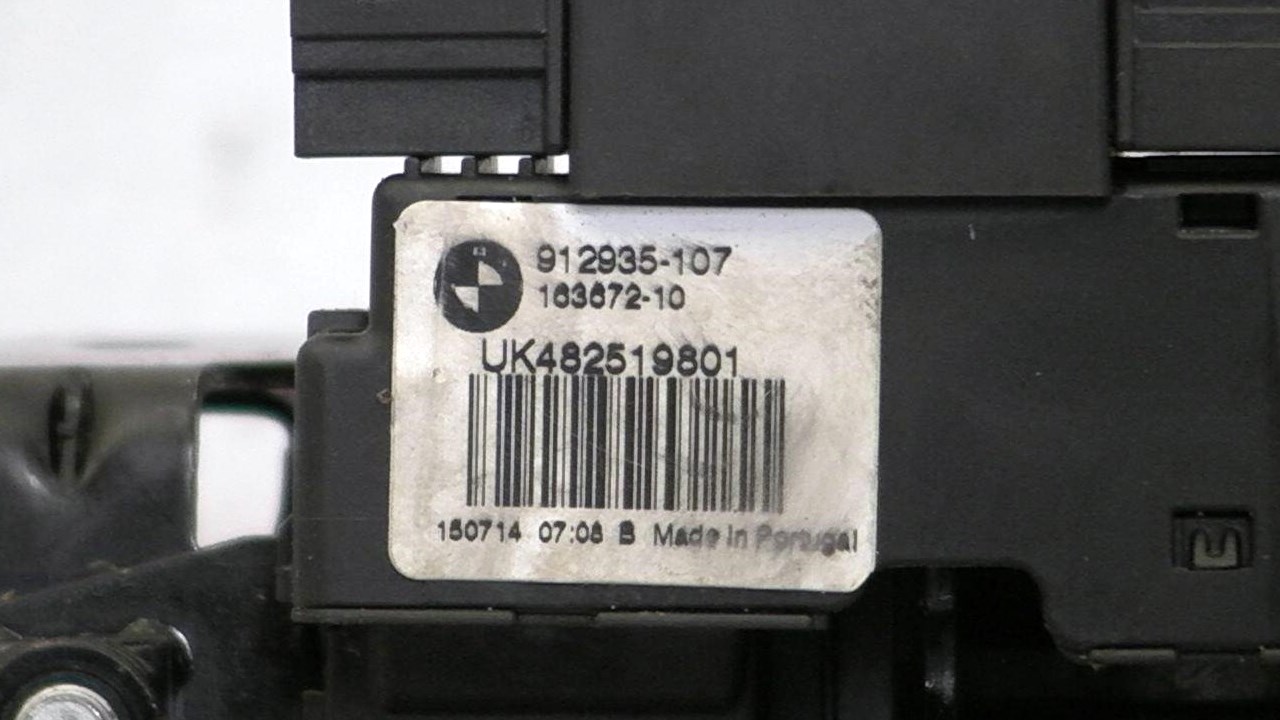 912935-107
163672-10
UK482519801
150714 07:08 B Made in Portugal